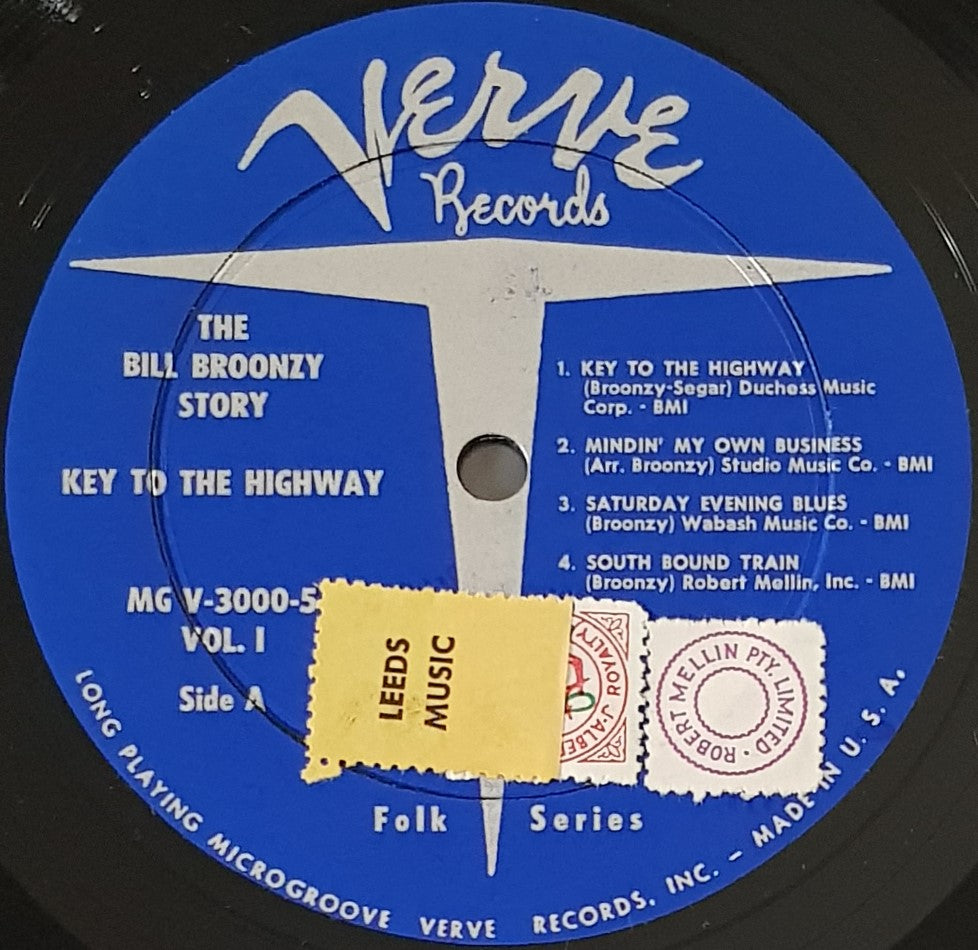 Verve
Records
THE
BILL BROONZY
STORY
KEY TO THE HIGHWAY
MG V-3000-5
VOL. I
Side A
1. KEY TO THE HIGHWAY
(Broonzy-Segar) Duchess Music
Corp. - BMI
2. MINDIN' MY OWN BUSINESS
(Arr. Broonzy) Studio Music Co. - BMI
3. SATURDAY EVENING BLUES
(Broonzy) Wabash Music Co. - BMI
4. SOUTH BOUND TRAIN
(Broonzy) Robert Mellin, Inc. - BMI
LEEDS
MUSIC
ROYALTY
J.ALBE
ROBERT MELLIN PTY. LIMITED ·
Folk Series
LONG PLAYING MICROGROOVE VERVE RECORDS, INC. – MADE IN U. S. A.